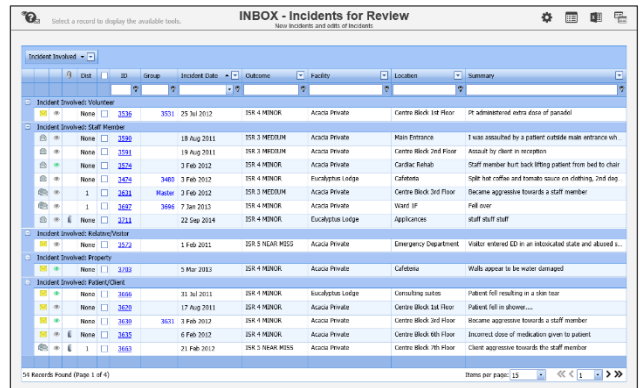 Select a record to display the available tools.
INBOX - Incidents for Review
New Incidents and edits of Incidents
Incident Involved
Dist ID Group Incident Date Outcome Facility Location Summary
Incident Involved: Volunteer
None 3536 3531 25 Jul 2012 ISR 4 MINOR Acacia Private Centre Block 1st Floor Pt administered extra dose of panadol
Incident Involved: Staff Member
None 3590 18 Aug 2011 ISR 3 MEDIUM Acacia Private Main Entrance I was assaulted by a patient outside main entrance wh...
None 3591 19 Aug 2011 ISR 3 MEDIUM Acacia Private Centre Block 2nd Floor Assault by client in reception
None 3574 3 Feb 2012 ISR 4 MINOR Acacia Private Cardiac Rehab Staff member hurt back lifting patient from bed to chair
None 3474 3480 3 Feb 2012 ISR 4 MINOR Eucalyptus Lodge Cafeteria Split hot coffee and tomato sauce on clothing, 2nd deg...
1 3631 Master 3 Feb 2012 ISR 3 MEDIUM Acacia Private Centre Block 3rd Floor Became aggressive towards a staff member
1 3697 3696 7 Jan 2013 ISR 4 MINOR Acacia Private Ward 1F Fell over
None 3711 22 Sep 2014 ISR 4 MINOR Eucalyptus Lodge Applicances staff stuff stuff
Incident Involved: Relative/Visitor
None 3573 1 Feb 2011 ISR 5 NEAR MISS Acacia Private Emergency Department Visitor entered ED in an intoxicated state and abused s...
Incident Involved: Property
None 3703 5 Mar 2013 ISR 4 MINOR Acacia Private Cafeteria Walls appear to be water damaged
Incident Involved: Patient/Client
None 3666 31 Jul 2011 ISR 4 MINOR Eucalyptus Lodge Consulting suites Patient fell resulting in a skin tear
None 3620 17 Aug 2011 ISR 4 MINOR Acacia Private Centre Block 1st Floor Patient fell in shower....
None 3630 3631 3 Feb 2012 ISR 4 MINOR Acacia Private Centre Block 3rd Floor Became aggressive towards a staff member
None 3635 6 Feb 2012 ISR 4 MINOR Acacia Private Centre Block 6th Floor Incorrect dose of medication given to patient
1 3663 21 Feb 2012 ISR 5 NEAR MISS Acacia Private Centre Block 7th Floor Client aggressive towards the staff member
54 Records Found (Page 1 of 4) Items per page: 15 1